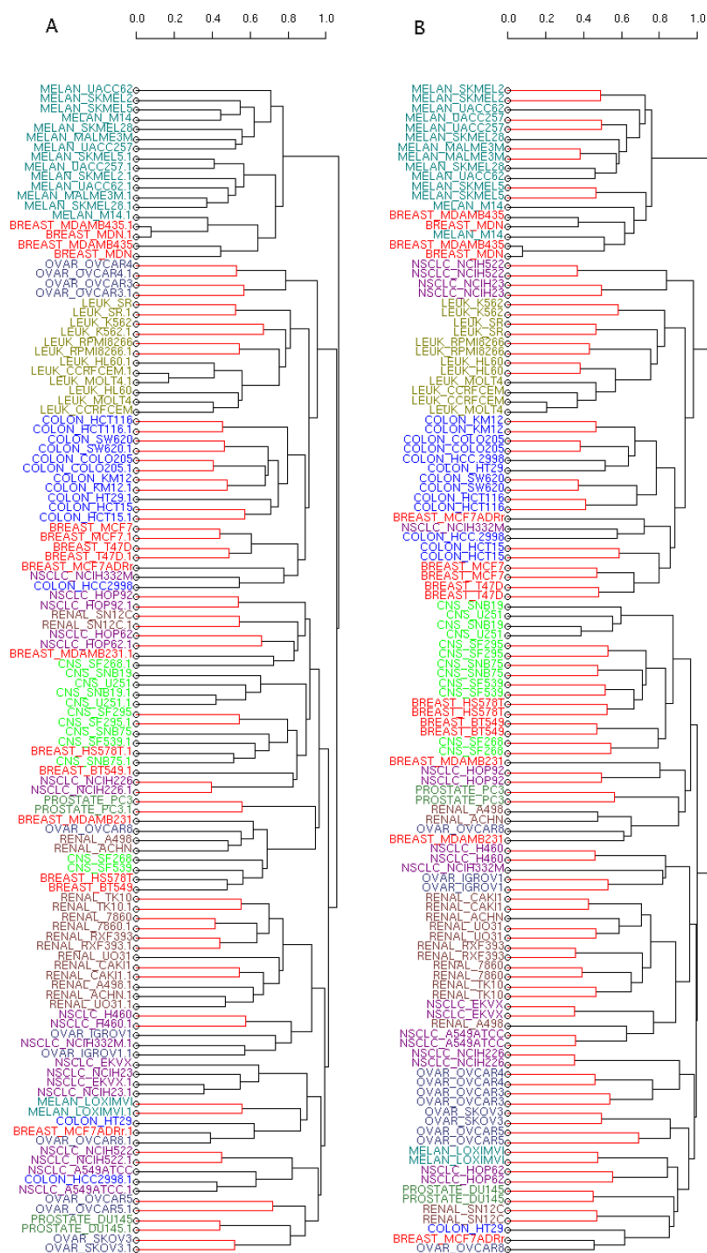 A
0.0 0.2 0.4 0.6 0.8 1.0
MELAN_UACC62
MELAN_SKMEL2
MELAN_SKMEL5
MELAN_M14
MELAN_SKMEL28
MELAN_MALME3M
MELAN_UACC257
MELAN_SKMEL5.1
MELAN_UACC257.1
MELAN_SKMEL2.1
MELAN_UACC62.1
MELAN_MALME3M.1
MELAN_SKMEL28.1
MELAN_M14.1
BREAST_MDAMB435.1
BREAST_MDN.1
BREAST_MDAMB435
BREAST_MDN
OVAR_OVCAR4
OVAR_OVCAR4.1
OVAR_OVCAR3
OVAR_OVCAR3.1
LEUK_SR
LEUK_SR.1
LEUK_K562
LEUK_K562.1
LEUK_RPMI8266
LEUK_RPMI8266.1
LEUK_HL60.1
LEUK_CCRFCEM.1
LEUK_MOLT4.1
LEUK_HL60
LEUK_MOLT4
LEUK_CCRFCEM
COLON_HCT116
COLON_HCT116.1
COLON_SW620
COLON_SW620.1
COLON_COLO205
COLON_COLO205.1
COLON_KM12
COLON_KM12.1
COLON_HT29.1
COLON_HCT15
COLON_HCT15.1
BREAST_MCF7
BREAST_MCF7.1
BREAST_T47D
BREAST_T47D.1
BREAST_MCF7ADRr
NSCLC_NCIH332M
COLON_HCC2998
NSCLC_HOP92
NSCLC_HOP92.1
RENAL_SN12C
RENAL_SN12C.1
NSCLC_HOP62
NSCLC_HOP62.1
BREAST_MDAMB231.1
CNS_SF268.1
CNS_SNB19
CNS_U251
CNS_SNB19.1
CNS_U251.1
CNS_SF295
CNS_SF295.1
CNS_SNB75
CNS_SF539.1
BREAST_HS578T.1
CNS_SNB75.1
BREAST_BT549.1
NSCLC_NCIH226
NSCLC_NCIH226.1
PROSTATE_PC3
PROSTATE_PC3.1
BREAST_MDAMB231
OVAR_OVCAR8
RENAL_A498
RENAL_ACHN
CNS_SF268
CNS_SF539
BREAST_HS578T
BREAST_BT549
RENAL_TK10
RENAL_TK10.1
RENAL_7860
RENAL_7860.1
RENAL_RXF393
RENAL_RXF393.1
RENAL_UO31
RENAL_CAKI1
RENAL_CAKI1.1
RENAL_A498.1
RENAL_ACHN.1
RENAL_UO31.1
NSCLC_H460
NSCLC_H460.1
OVAR_IGROV1
NSCLC_NCIH332M.1
OVAR_IGROV1.1
NSCLC_EKVX
NSCLC_NCIH23
NSCLC_EKVX.1
NSCLC_NCIH23.1
MELAN_LOXIMVI
MELAN_LOXIMVI.1
COLON_HT29
BREAST_MCF7ADRr.1
OVAR_OVCAR8.1
NSCLC_NCIH522
NSCLC_NCIH522.1
NSCLC_A549ATCC
COLON_HCC2998.1
NSCLC_A549ATCC.1
OVAR_OVCAR5
OVAR_OVCAR5.1
PROSTATE_DU145
PROSTATE_DU145.1
OVAR_SKOV3
OVAR_SKOV3.1
B
0.0 0.2 0.4 0.6 0.8 1.0
MELAN_SKMEL2
MELAN_SKMEL2
MELAN_UACC62
MELAN_UACC257
MELAN_UACC257
MELAN_SKMEL28
MELAN_MALME3M
MELAN_MALME3M
MELAN_SKMEL28
MELAN_UACC62
MELAN_SKMEL5
MELAN_SKMEL5
MELAN_M14
BREAST_MDAMB435
BREAST_MDN
MELAN_M14
BREAST_MDAMB435
BREAST_MDN
NSCLC_NCIH522
NSCLC_NCIH522
NSCLC_NCIH23
NSCLC_NCIH23
LEUK_K562
LEUK_K562
LEUK_SR
LEUK_SR
LEUK_RPMI8266
LEUK_RPMI8266
LEUK_HL60
LEUK_HL60
LEUK_MOLT4
LEUK_CCRFCEM
LEUK_CCRFCEM
LEUK_MOLT4
COLON_KM12
COLON_KM12
COLON_COLO205
COLON_COLO205
COLON_HCC 2998
COLON_HT29
COLON_SW620
COLON_SW620
COLON_HCT116
COLON_HCT116
BREAST_MCF7ADRr
NSCLC_NCIH332M
COLON_HCC 2998
COLON_HCT15
COLON_HCT15
BREAST_MCF7
BREAST_MCF7
BREAST_T47D
BREAST_T47D
CNS_SNB19
CNS_U251
CNS_SNB19
CNS_U251
CNS_SF295
CNS_SF295
CNS_SNB75
CNS_SNB75
CNS_SF539
CNS_SF539
BREAST_HS578T
BREAST_HS578T
BREAST_BT549
BREAST_BT549
CNS_SF268
CNS_SF268
BREAST_MDAMB231
NSCLC_HOP92
NSCLC_HOP92
PROSTATE_PC3
PROSTATE_PC3
RENAL_A498
RENAL_ACHN
OVAR_OVCAR8
BREAST_MDAMB231
NSCLC_H460
NSCLC_H460
NSCLC_NCIH332M
OVAR_IGROV1
OVAR_IGROV1
RENAL_CAKI1
RENAL_CAKI1
RENAL_ACHN
RENAL_UO31
RENAL_UO31
RENAL_RXF393
RENAL_RXF393
RENAL_7860
RENAL_7860
RENAL_TK10
RENAL_TK10
NSCLC_EKVX
NSCLC_EKVX
RENAL_A498
NSCLC_A549ATCC
NSCLC_A549ATCC
NSCLC_NCIH226
NSCLC_NCIH226
OVAR_OVCAR4
OVAR_OVCAR4
OVAR_OVCAR3
OVAR_OVCAR3
OVAR_SKOV3
OVAR_SKOV3
OVAR_OVCAR5
OVAR_OVCAR5
MELAN_LOXIMVI
MELAN_LOXIMVI
NSCLC_HOP62
NSCLC_HOP62
PROSTATE_DU145
PROSTATE_DU145
RENAL_SN12C
RENAL_SN12C
COLON_HT29
BREAST_MCF7ADRr
OVAR_OVCAR8